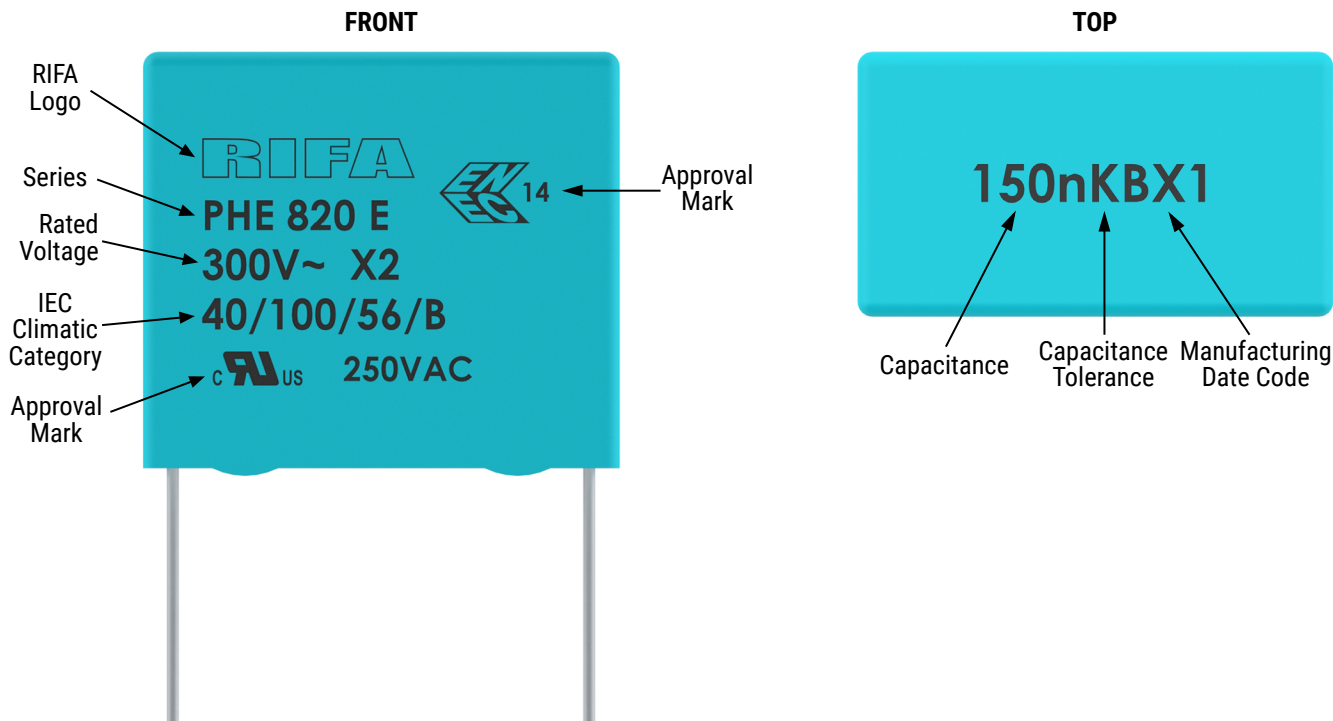 FRONT
RIFA
Logo
Series
Rated
Voltage
IEC
Climatic
Category
Approval
Mark
RIFA
PHE 820 E
300V~ X2
40/100/56/B
C RU US 250VAC
EN
EC
14
Approval
Mark
TOP
150nKBX1
Capacitance
Capacitance
Tolerance
Manufacturing
Date Code